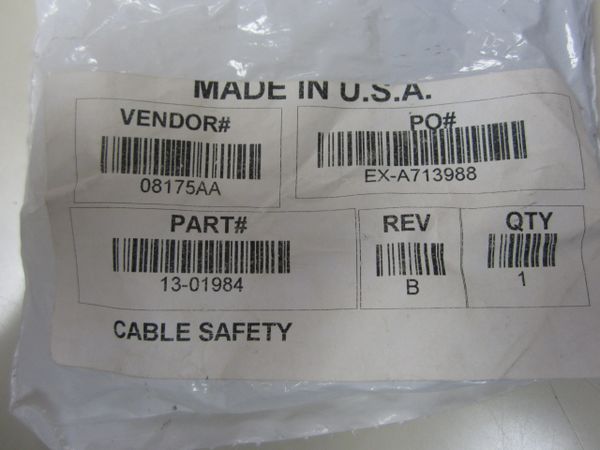 MADE IN U.S.A.
VENDOR#
08175AA
PO#
EX-A713988
PART#
13-01984
REV
B
QTY
1
CABLE SAFETY